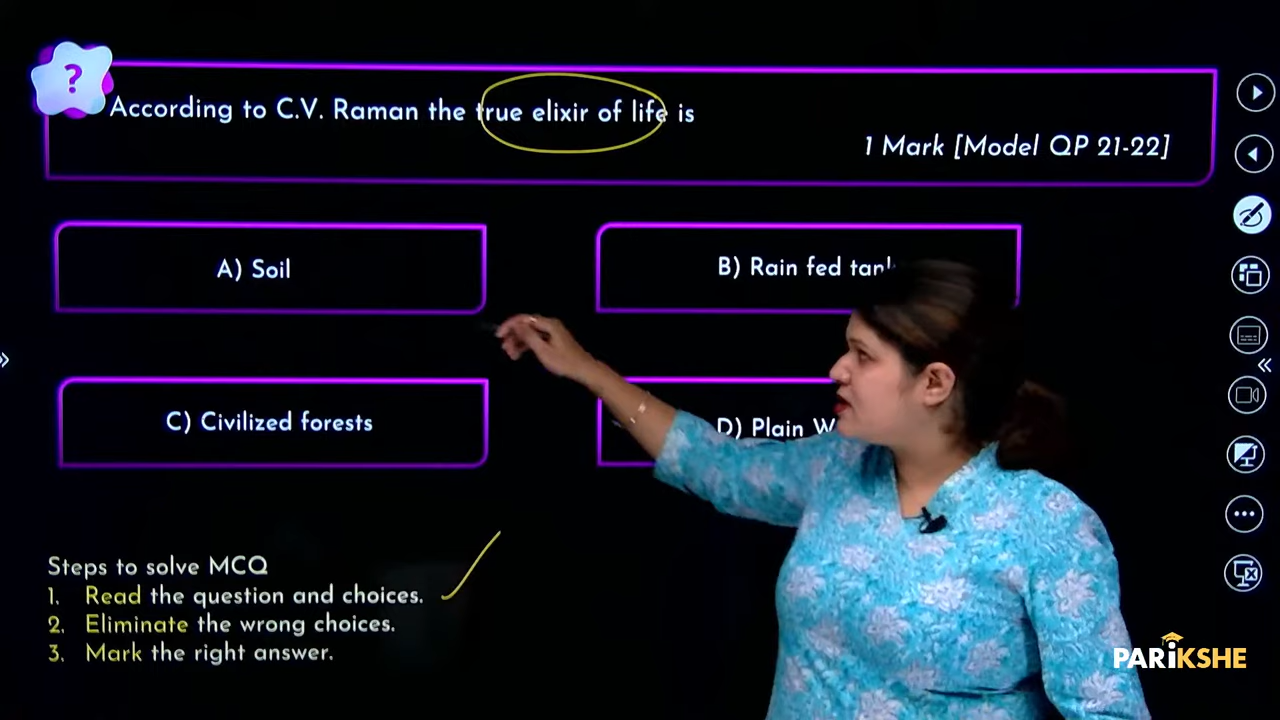 ?
According to C.V. Raman the true elixir of life is
1 Mark [Model QP 21-22]
A) Soil
B) Rain fed
C) Civilized forests
D) Plain
Steps to solve MCQ
1. Read the question and choices.
2. Eliminate the wrong choices.
3. Mark the right answer.
PARIKSHE